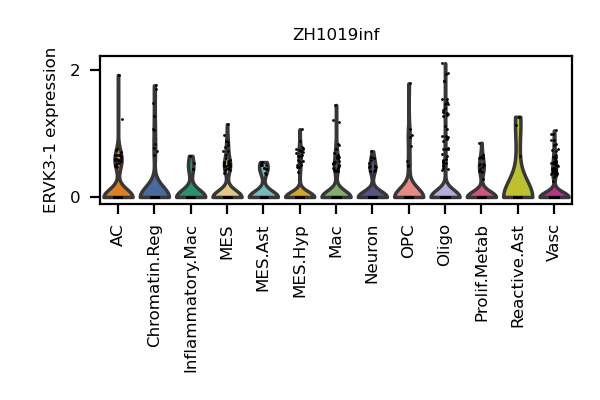 ZH1019inf
ERVK3-1 expression
2
0
AC
Chromatin.Reg
Inflammatory.Mac
MES
MES.Ast
MES.Hyp
Mac
Neuron
OPC
Oligo
Prolif.Metab
Reactive.Ast
Vasc